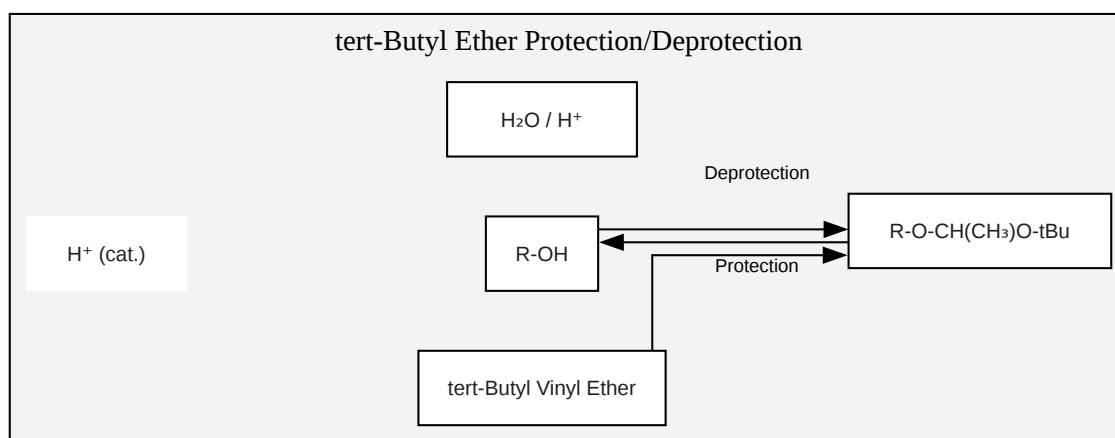 tert-Butyl Ether Protection/Deprotection
H₂O / H⁺
Deprotection
R-O-CH(CH₃)O-tBu
H⁺ (cat.)
R-OH
Protection
tert-Butyl Vinyl Ether